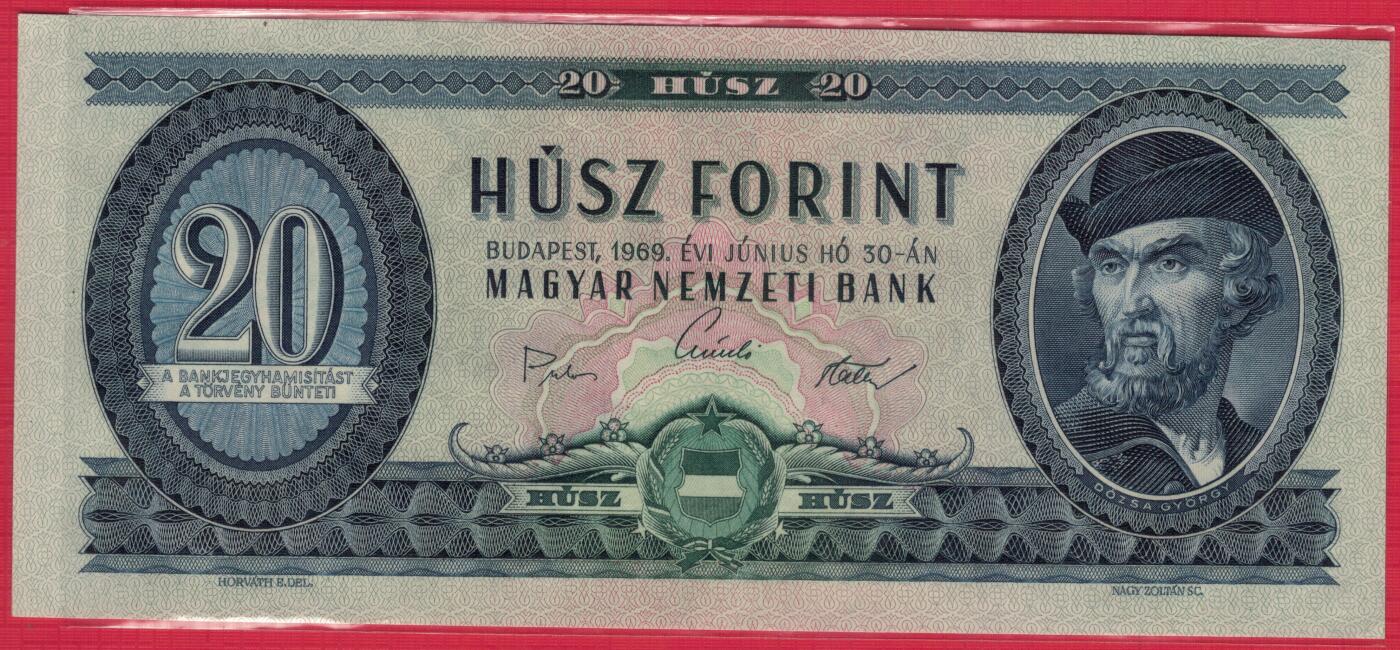 20 HÚSZ 20
HÚSZ FORINT
BUDAPEST, 1969. ÉVI JÚNIUS HÓ 30-ÁN
MAGYAR NEMZETI BANK
20
A BANKJEGYHAMISÍTÁST
A TÖRVÉNY BÜNTETI
HÚSZ HÚSZ
DÓZSA GYÖRGY
HORVÁTH E. DEL.
NAGY ZOLTÁN SC.